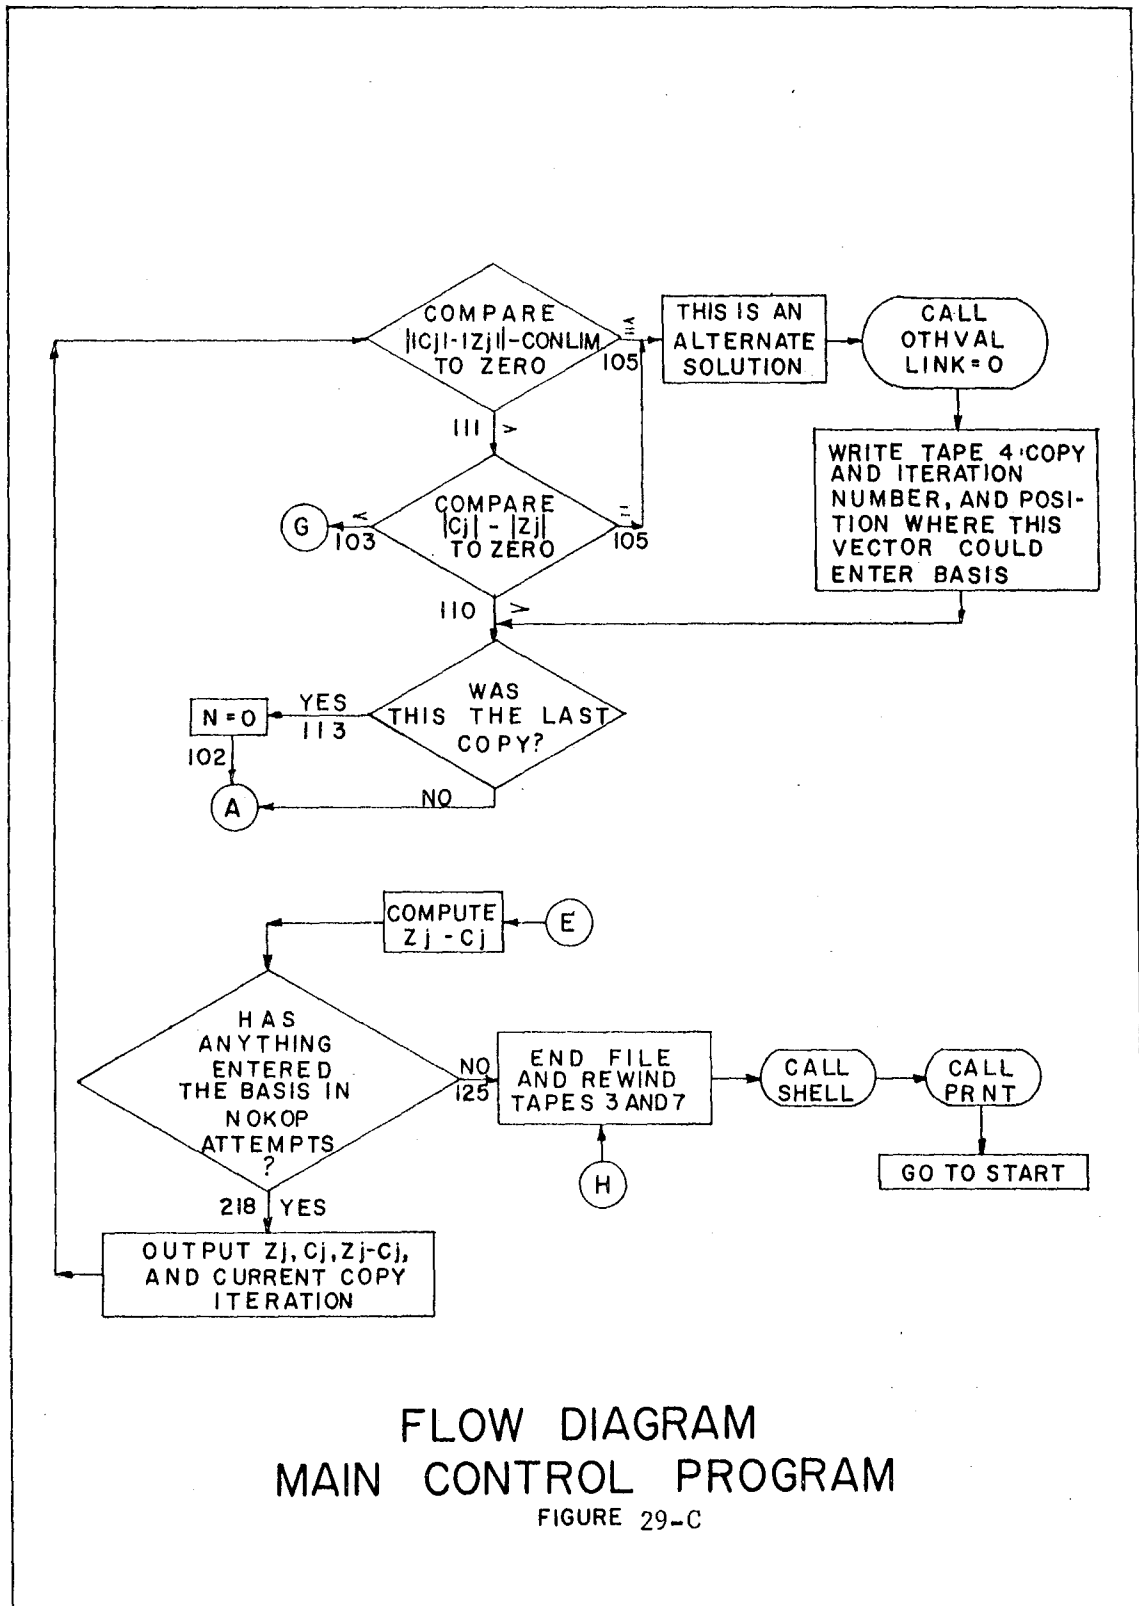 COMPARE
||Cj|-|Zj||-CONLIM
TO ZERO
≤
105
THIS IS AN
ALTERNATE
SOLUTION
CALL
OTHVAL
LINK=0
111 >
WRITE TAPE 4 COPY
AND ITERATION
NUMBER, AND POSI-
TION WHERE THIS
VECTOR COULD
ENTER BASIS
COMPARE
|Cj| - |Zj|
TO ZERO
G
<
103
=
105
110 >
WAS
THIS THE LAST
COPY?
YES
113
N=0
102
A
NO
E
COMPUTE
Zj - Cj
HAS
ANYTHING
ENTERED
THE BASIS IN
NOKOP
ATTEMPTS
?
NO
125
END FILE
AND REWIND
TAPES 3 AND 7
CALL
SHELL
CALL
PRNT
H
GO TO START
218 YES
OUTPUT Zj, Cj, Zj-Cj,
AND CURRENT COPY
ITERATION
FLOW DIAGRAM
MAIN CONTROL PROGRAM
FIGURE 29-C